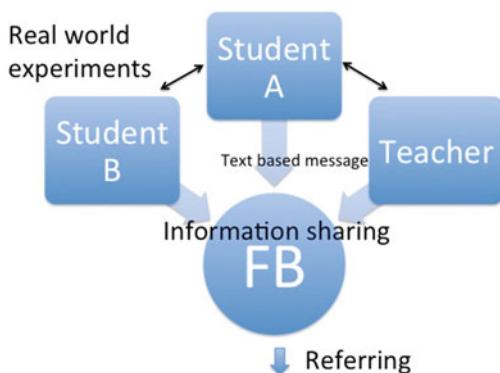 Real world
experiments
Student
A
Student
B
Teacher
Text based message
Information sharing
FB
Referring